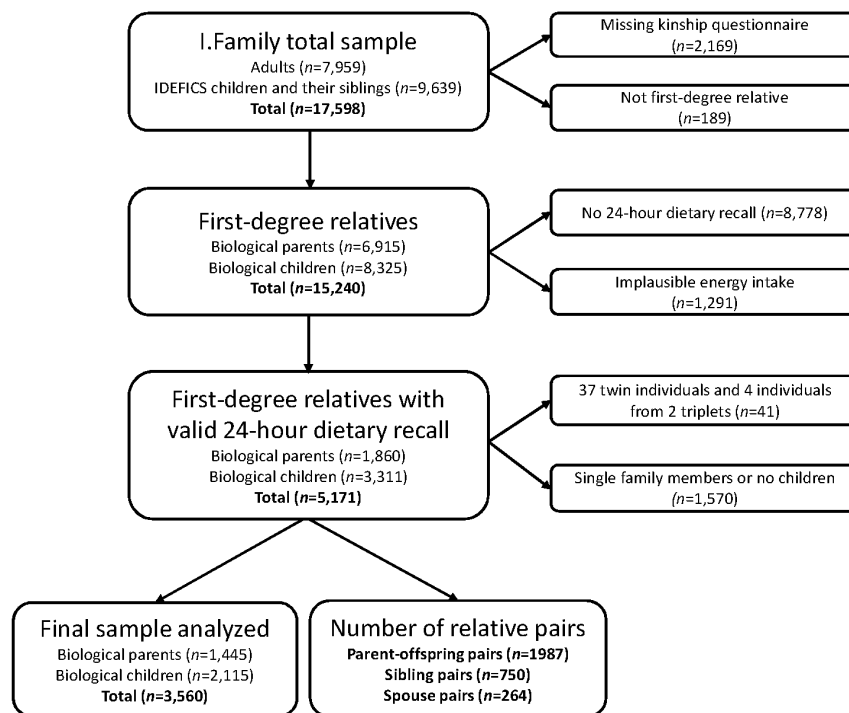 I.Family total sample
Adults (n=7,959)
IDEFICS children and their siblings (n=9,639)
Total (n=17,598)
Missing kinship questionnaire
(n=2,169)
Not first-degree relative
(n=189)
First-degree relatives
Biological parents (n=6,915)
Biological children (n=8,325)
Total (n=15,240)
No 24-hour dietary recall (n=8,778)
Implausible energy intake
(n=1,291)
First-degree relatives with
valid 24-hour dietary recall
Biological parents (n=1,860)
Biological children (n=3,311)
Total (n=5,171)
37 twin individuals and 4 individuals
from 2 triplets (n=41)
Single family members or no children
(n=1,570)
Final sample analyzed
Biological parents (n=1,445)
Biological children (n=2,115)
Total (n=3,560)
Number of relative pairs
Parent-offspring pairs (n=1987)
Sibling pairs (n=750)
Spouse pairs (n=264)